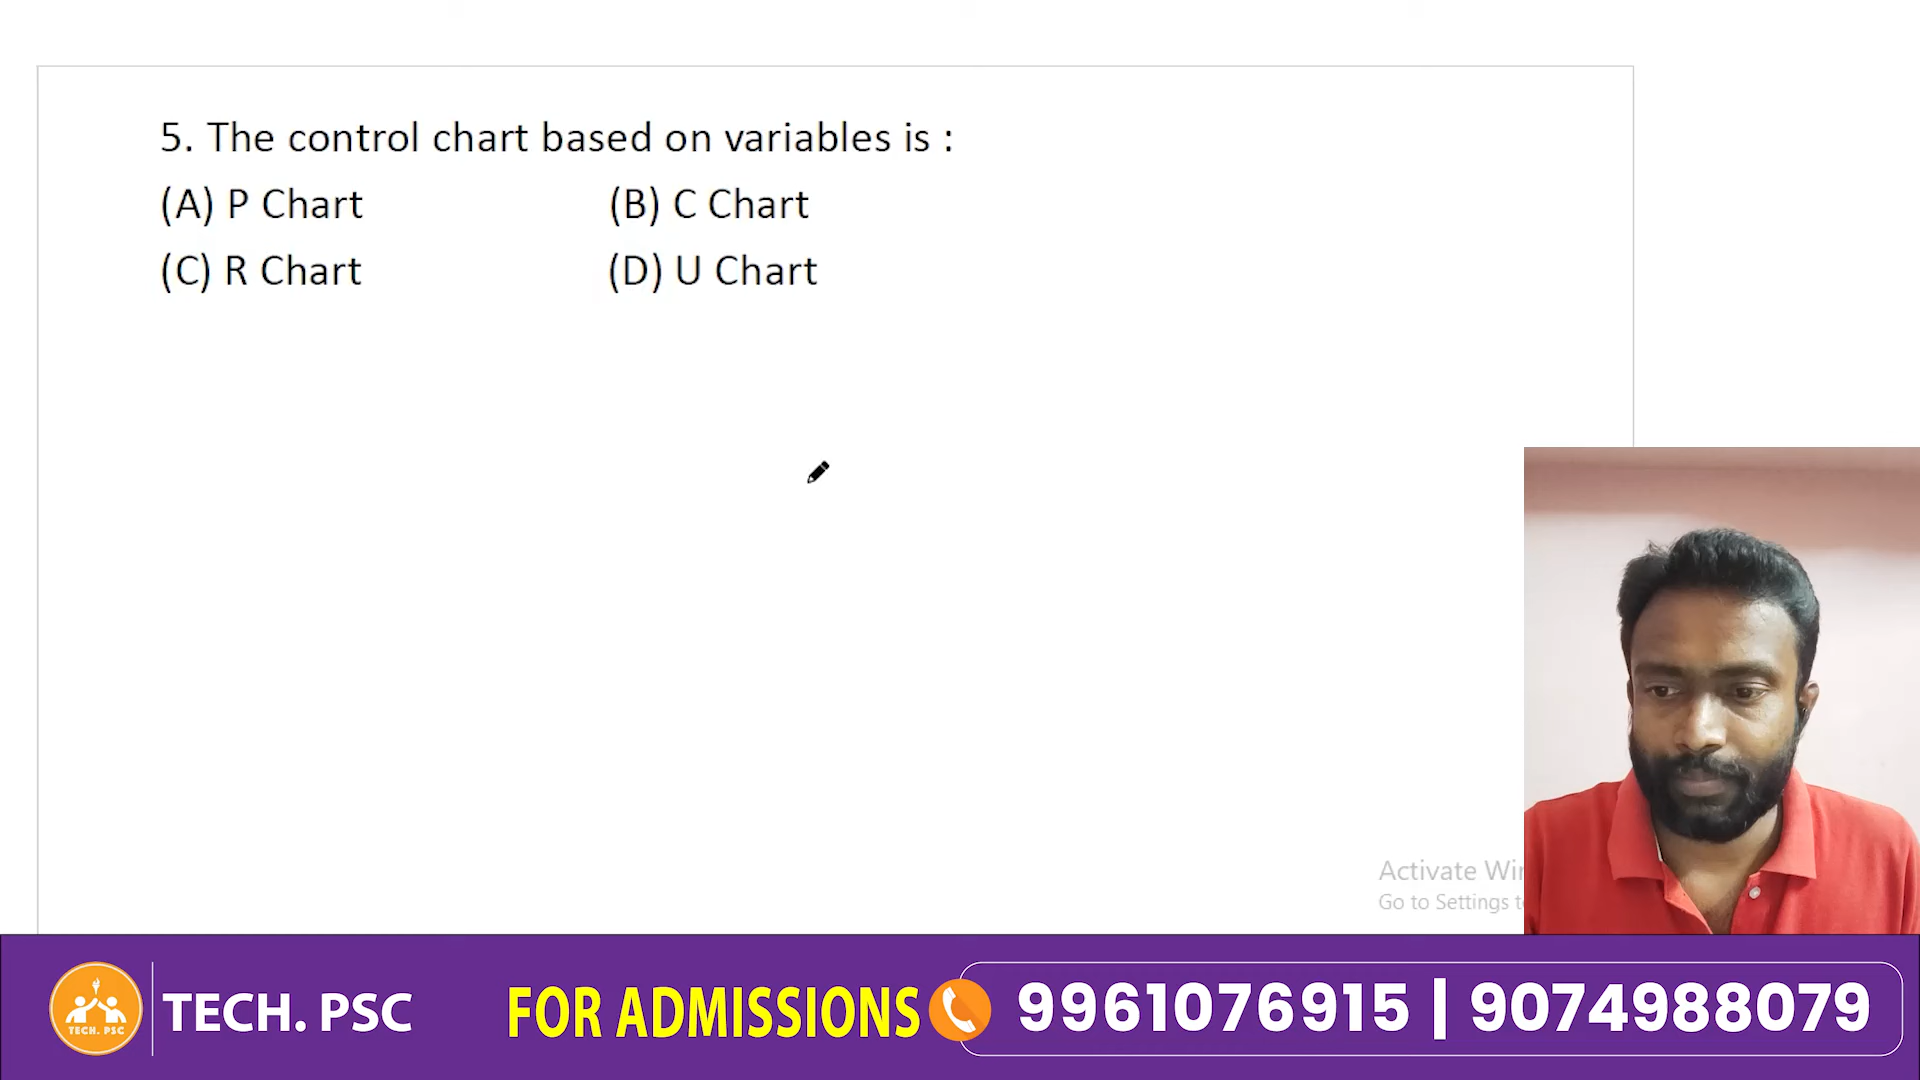 5. The control chart based on variables is :
(A) P Chart (B) C Chart
(C) R Chart (D) U Chart
Activate Wi
Go to Settings t
TECH. PSC
TECH. PSC FOR ADMISSIONS 9961076915 | 9074988079